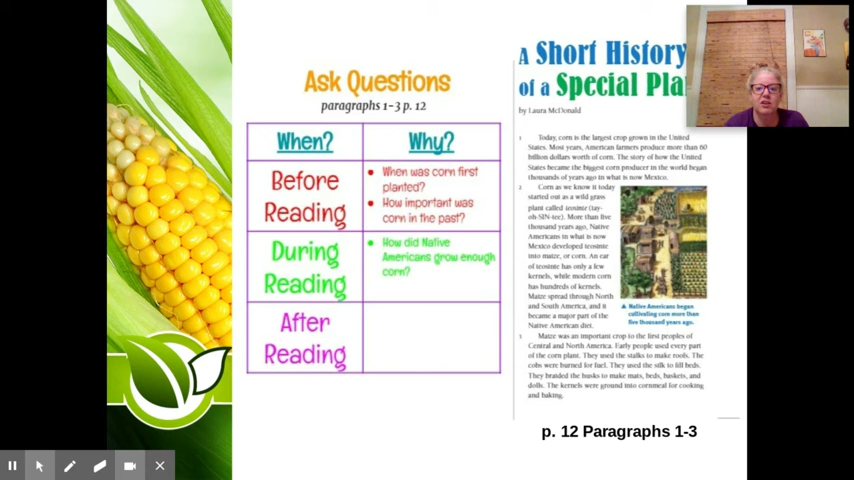 Ask Questions
paragraphs 1-3 p. 12
When?
Why?
Before
Reading
• When was corn first
planted?
• How important was
corn in the past?
During
Reading
• How did Native
Americans grow enough
corn?
After
Reading
A Short History
of a Special Pla
by Laura McDonald
1 Today, corn is the largest crop grown in the United
States. Most years, American farmers produce more than 60
billion dollars worth of corn. The story of how the United
States became the biggest corn producer in the world began
thousands of years ago in what is now Mexico.
2 Corn as we know it today
started out as a wild grass
plant called teosinte (tay-
oh-SIN-tee). More than five
thousand years ago, Native
Americans in what is now
Mexico developed teosinte
into maize, or corn. An ear
of teosinte has only a few
kernels, while modern corn
has hundreds of kernels.
Maize spread through North
and South America, and it
became a major part of the
Native American diet.
▲ Native Americans began
cultivating corn more than
five thousand years ago.
3 Maize was an important crop to the first peoples of
Central and North America. Early people used every part
of the corn plant. They used the stalks to make rools. The
cobs were burned for fuel. They used the silk to fill beds.
They braided the husks to make mats, beds, baskets, and
dolls. The kernels were ground into cornmeal for cooking
and baking.
p. 12 Paragraphs 1-3